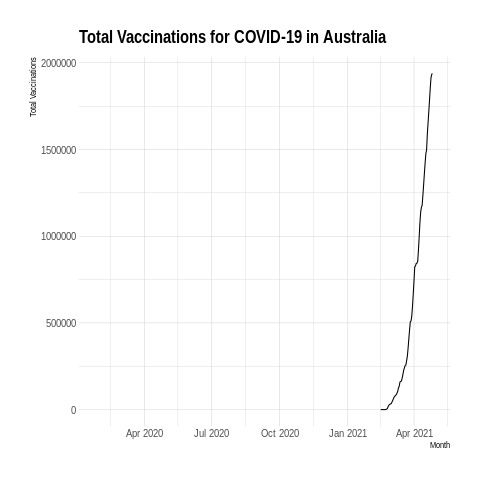 Total Vaccinations for COVID-19 in Australia
Total Vaccinations
2000000
1500000
1000000
500000
0
Apr 2020 Jul 2020 Oct 2020 Jan 2021 Apr 2021
Month